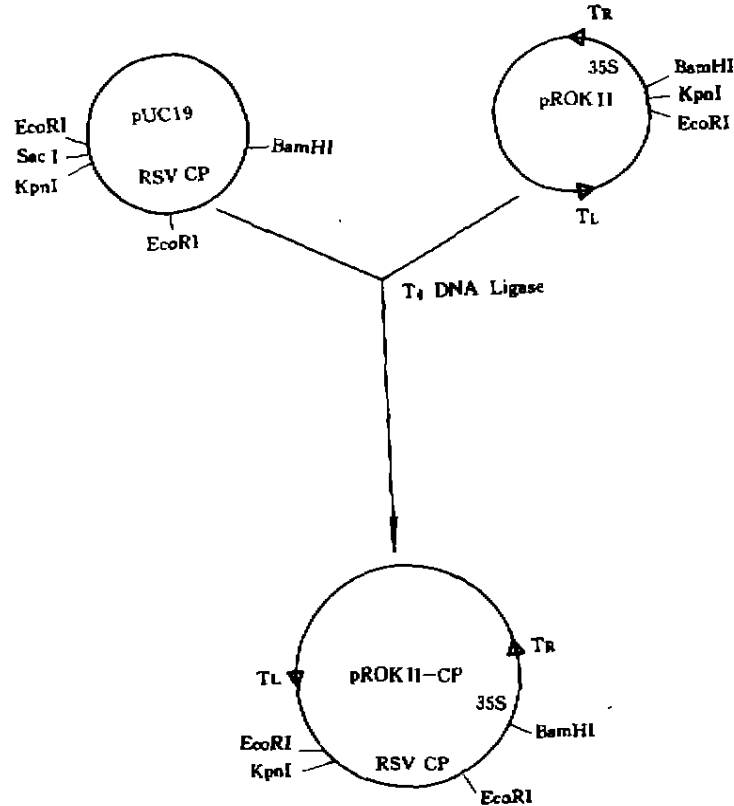 pUC19
EcoRI
Sac I
KpnI
RSV CP
BamHI
EcoRI
TR
35S
BamHI
pROK II
KpnI
EcoRI
TL
T4 DNA Ligase
TR
TL
pROK II-CP
35S
BamHI
EcoRI
KpnI
RSV CP
EcoRI